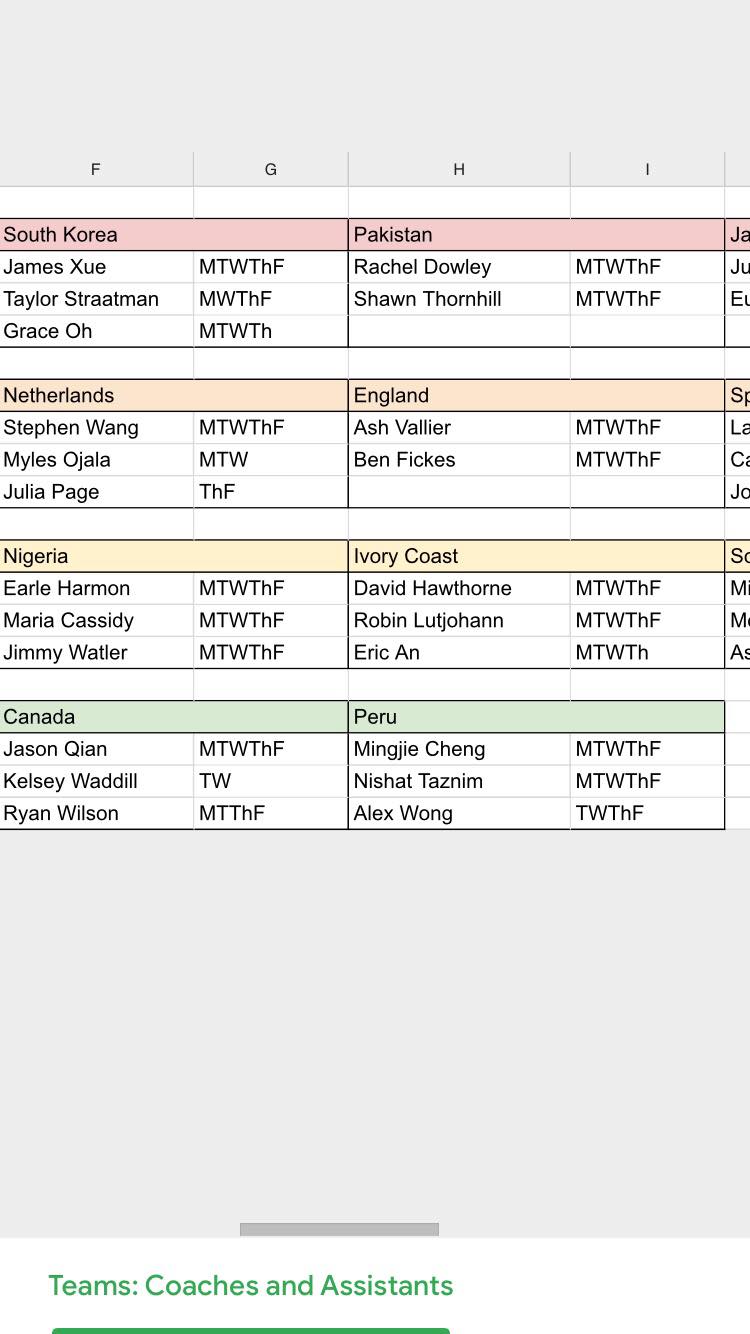 F G H I
South Korea Pakistan Ja
James Xue MTWThF Rachel Dowley MTWThF Ju
Taylor Straatman MWThF Shawn Thornhill MTWThF Eu
Grace Oh MTWTh
Netherlands England Sp
Stephen Wang MTWThF Ash Vallier MTWThF La
Myles Ojala MTW Ben Fickes MTWThF Ca
Julia Page ThF Jo
Nigeria Ivory Coast So
Earle Harmon MTWThF David Hawthorne MTWThF Mi
Maria Cassidy MTWThF Robin Lutjohann MTWThF
Jimmy Watler MTWThF Eric An MTWTh As
Canada Peru
Jason Qian MTWThF Mingjie Cheng MTWThF
Kelsey Waddill TW Nishat Taznim MTWThF
Ryan Wilson MTThF Alex Wong TWThF
Teams: Coaches and Assistants